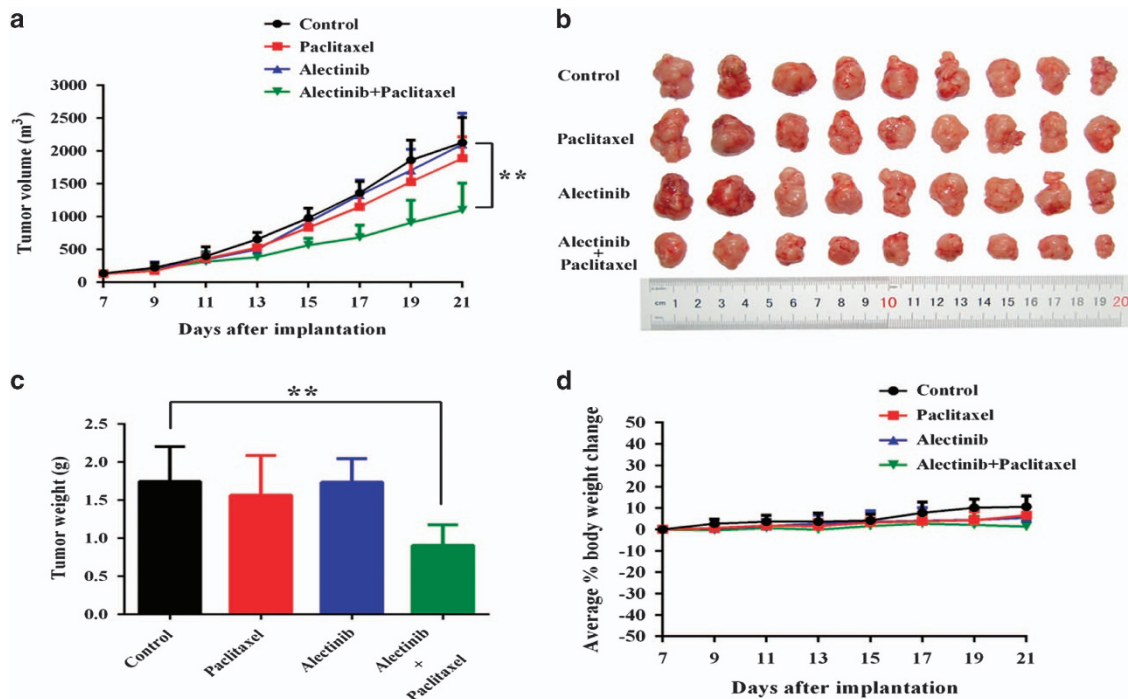 a
Control
Paclitaxel
Alectinib
Alectinib+Paclitaxel
Tumor volume (m³)
3000
2500
2000
1500
1000
500
0
7 9 11 13 15 17 19 21
Days after implantation
**
b
Control
Paclitaxel
Alectinib
Alectinib
+
Paclitaxel
cm 1 2 3 4 5 6 7 8 9 10 11 12 13 14 15 16 17 18 19 20
c
**
Tumor weight (g)
2.5
2.0
1.5
1.0
0.5
0.0
Control
Paclitaxel
Alectinib
Alectinib
+
Paclitaxel
d
Control
Paclitaxel
Alectinib
Alectinib+Paclitaxel
Average % body weight change
50
40
30
20
10
0
-10
-20
-30
-40
-50
7 9 11 13 15 17 19 21
Days after implantation